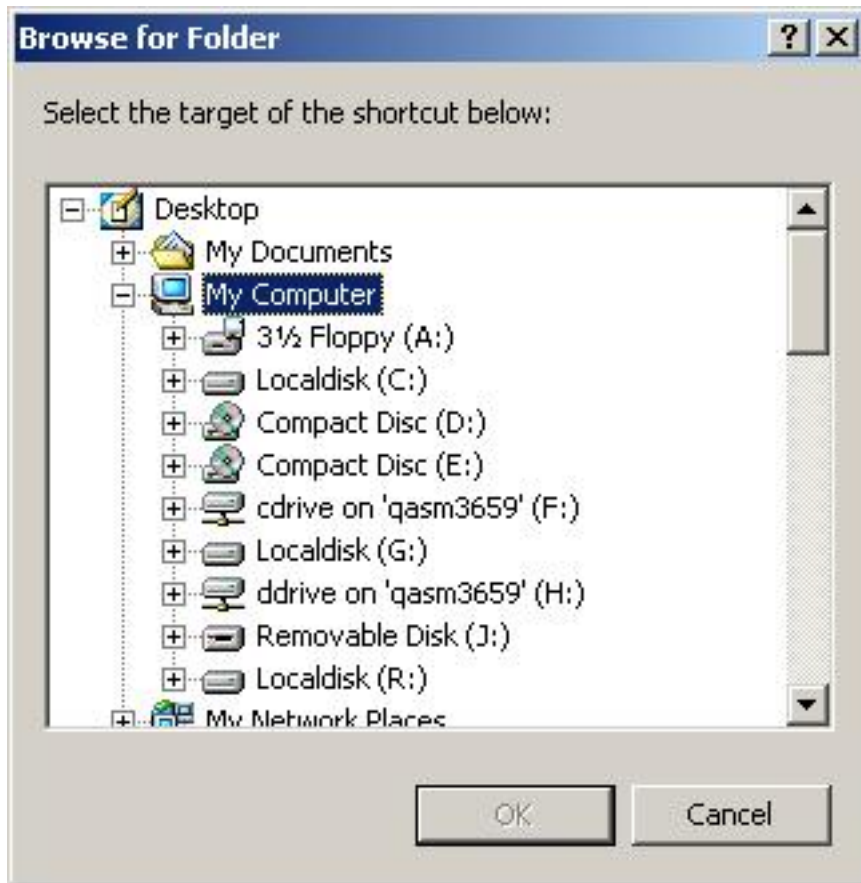 Browse for Folder
Select the target of the shortcut below:
Desktop
My Documents
My Computer
3½ Floppy (A:)
Localdisk (C:)
Compact Disc (D:)
Compact Disc (E:)
cdrive on 'qasm3659' (F:)
Localdisk (G:)
ddrive on 'qasm3659' (H:)
Removable Disk (J:)
Localdisk (R:)
My Network Places
OK Cancel